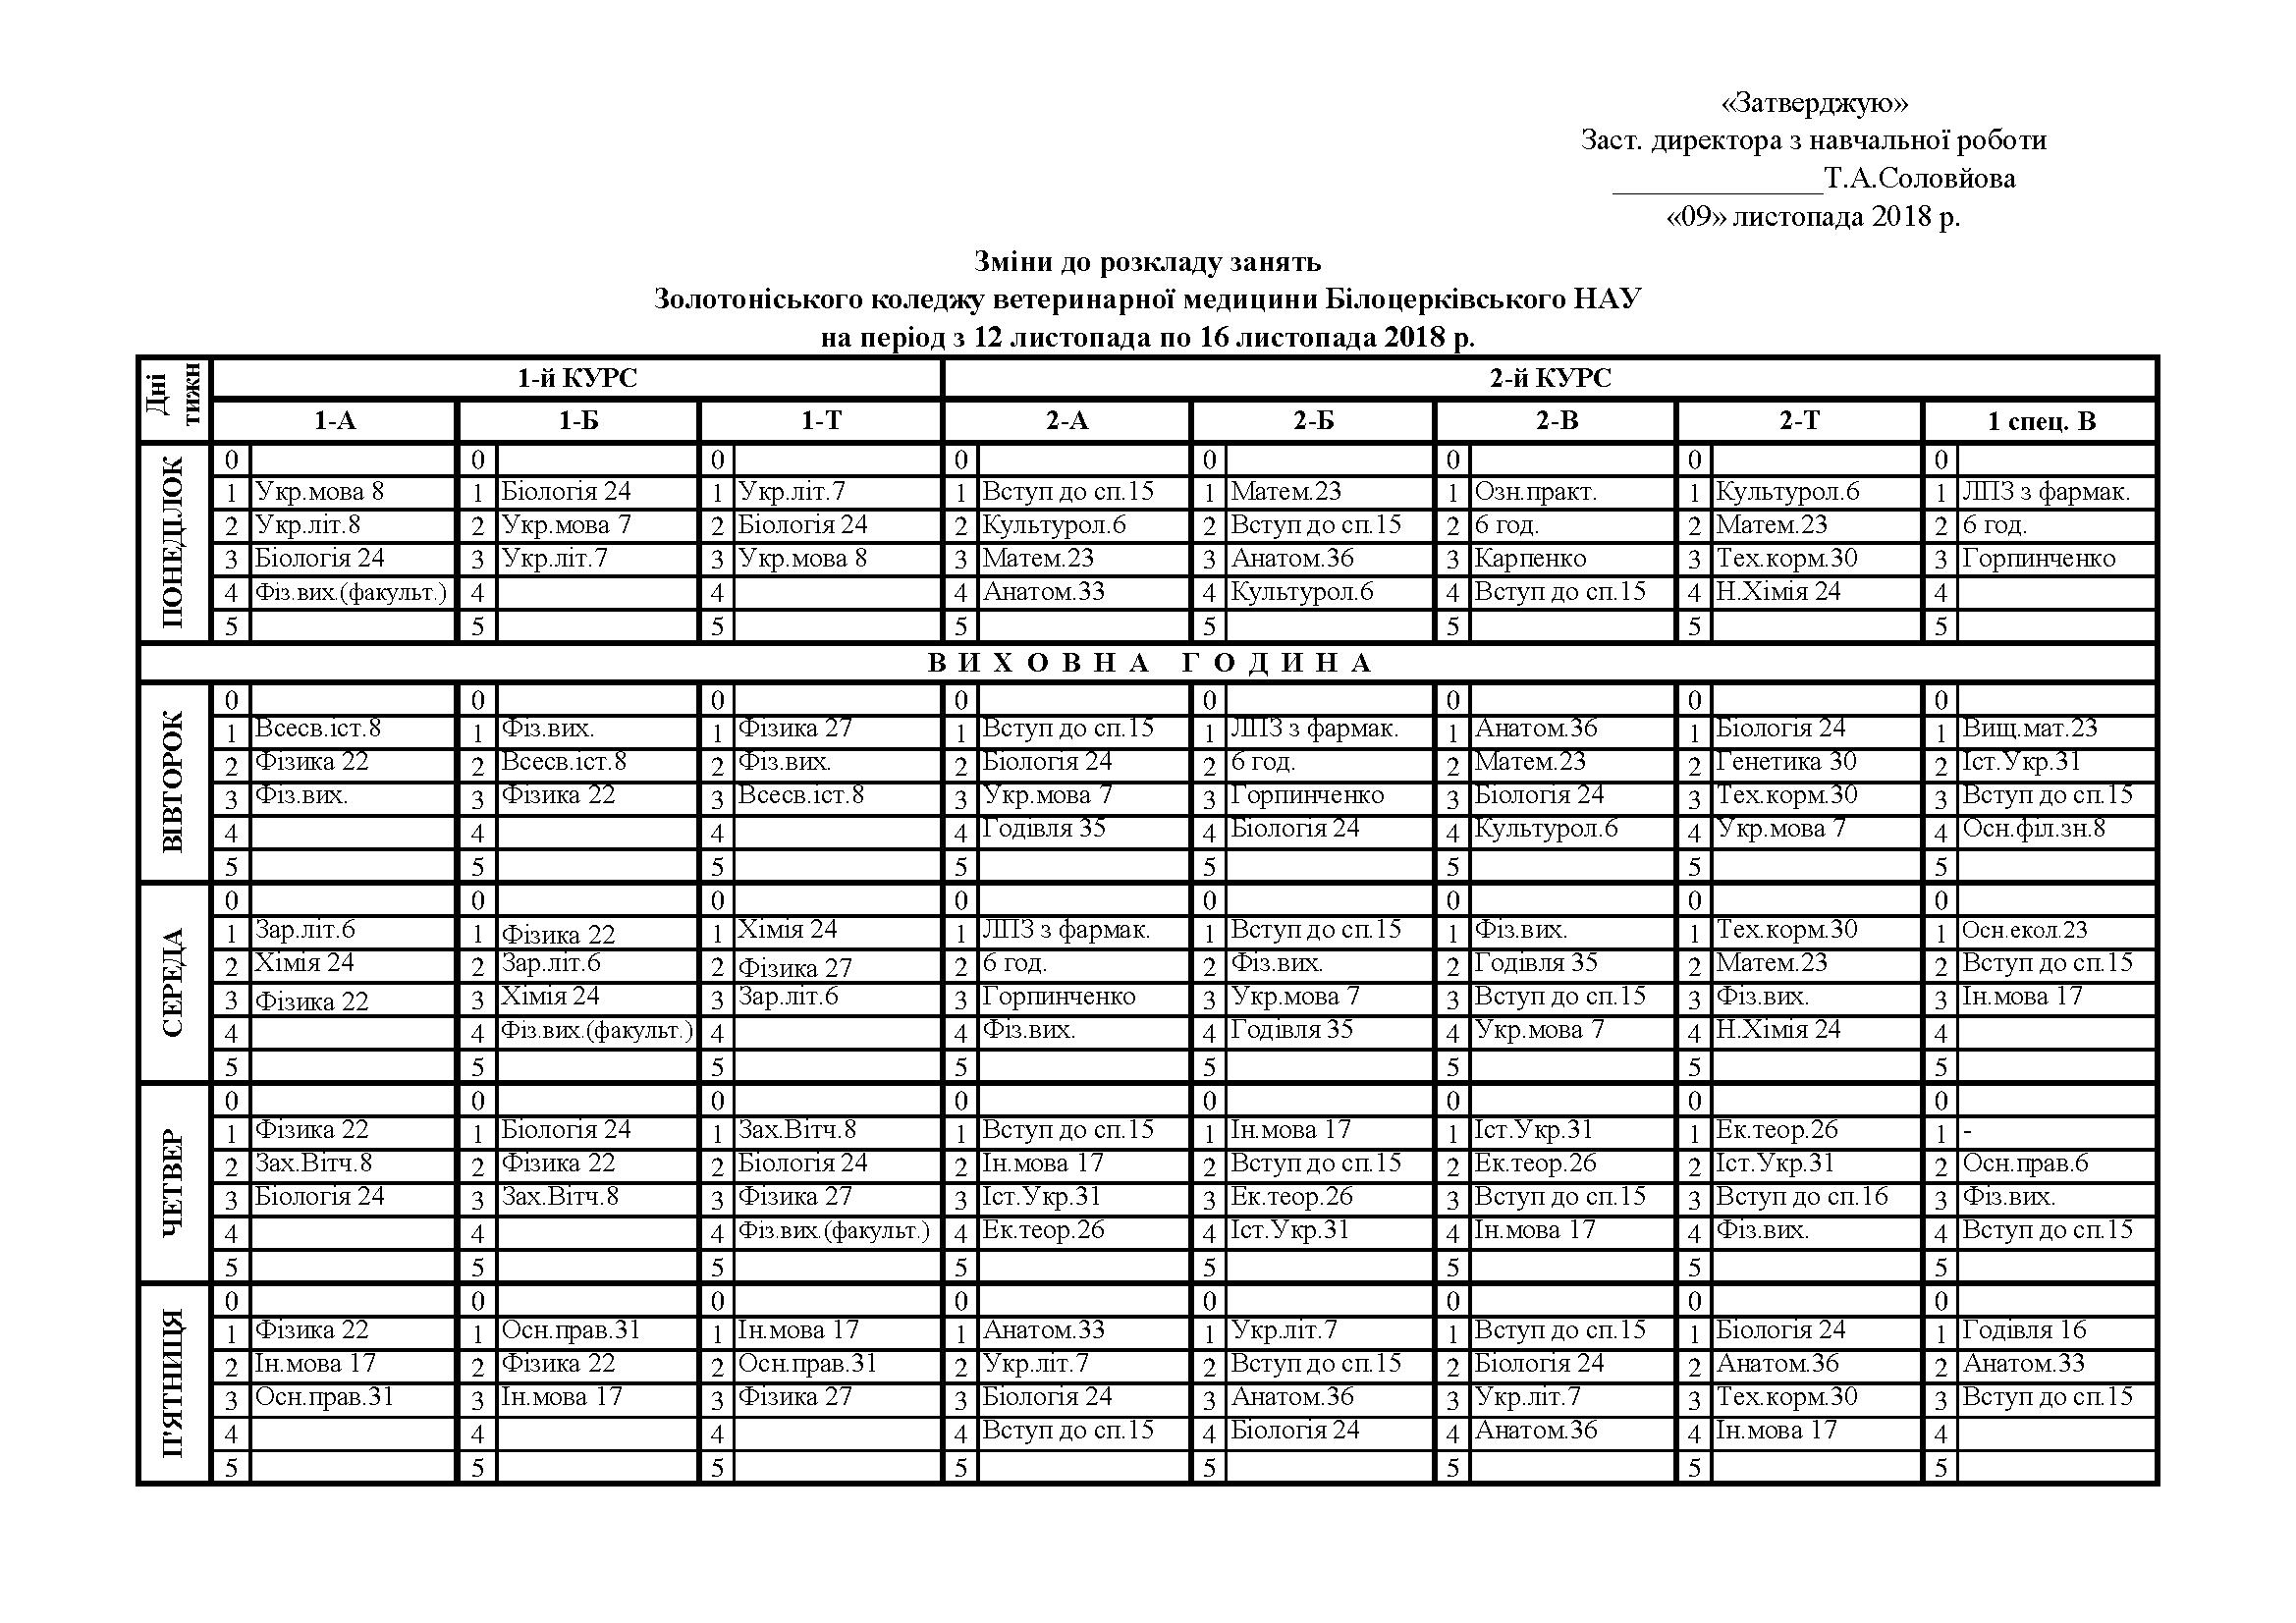 «Затверджую»
Заст. директора з навчальної роботи
______________Т.А.Соловйова
«09» листопада 2018 р.
Зміни до розкладу занять
Золотоніського коледжу ветеринарної медицини Білоцерківського НАУ
на період з 12 листопада по 16 листопада 2018 р.
Дні тижн 1-й КУРС 2-й КУРС
1-А 1-Б 1-Т 2-А 2-Б 2-В 2-Т 1 спец. В
ПОНЕДІЛОК
0 0 0 0 0 0 0 0
1 Укр.мова 8 1 Біологія 24 1 Укр.літ.7 1 Вступ до сп.15 1 Матем.23 1 Озн.практ. 1 Культурол.6 1 ЛПЗ з фармак.
2 Укр.літ.8 2 Укр.мова 7 2 Біологія 24 2 Культурол.6 2 Вступ до сп.15 2 6 год. 2 Матем.23 2 6 год.
3 Біологія 24 3 Укр.літ.7 3 Укр.мова 8 3 Матем.23 3 Анатом.36 3 Карпенко 3 Тех.корм.30 3 Горпинченко
4 Фіз.вих.(факульт.) 4 4 4 Анатом.33 4 Культурол.6 4 Вступ до сп.15 4 Н.Хімія 24 4
5 5 5 5 5 5 5 5
ВИХОВНА ГОДИНА
ВІВТОРОК
0 0 0 0 0 0 0 0
1 Всесв.іст.8 1 Фіз.вих. 1 Фізика 27 1 Вступ до сп.15 1 ЛПЗ з фармак. 1 Анатом.36 1 Біологія 24 1 Вищ.мат.23
2 Фізика 22 2 Всесв.іст.8 2 Фіз.вих. 2 Біологія 24 2 6 год. 2 Матем.23 2 Генетика 30 2 Іст.Укр.31
3 Фіз.вих. 3 Фізика 22 3 Всесв.іст.8 3 Укр.мова 7 3 Горпинченко 3 Біологія 24 3 Тех.корм.30 3 Вступ до сп.15
4 4 4 4 Годівля 35 4 Біологія 24 4 Культурол.6 4 Укр.мова 7 4 Осн.філ.зн.8
5 5 5 5 5 5 5 5
СЕРЕДА
0 0 0 0 0 0 0 0
1 Зар.літ.6 1 Фізика 22 1 Хімія 24 1 ЛПЗ з фармак. 1 Вступ до сп.15 1 Фіз.вих. 1 Тех.корм.30 1 Осн.екол.23
2 Хімія 24 2 Зар.літ.6 2 Фізика 27 2 6 год. 2 Фіз.вих. 2 Годівля 35 2 Матем.23 2 Вступ до сп.15
3 Фізика 22 3 Хімія 24 3 Зар.літ.6 3 Горпинченко 3 Укр.мова 7 3 Вступ до сп.15 3 Фіз.вих. 3 Ін.мова 17
4 4 Фіз.вих.(факульт.) 4 4 Фіз.вих. 4 Годівля 35 4 Укр.мова 7 4 Н.Хімія 24 4
5 5 5 5 5 5 5 5
ЧЕТВЕР
0 0 0 0 0 0 0 0
1 Фізика 22 1 Біологія 24 1 Зах.Вітч.8 1 Вступ до сп.15 1 Ін.мова 17 1 Іст.Укр.31 1 Ек.теор.26 1 -
2 Зах.Вітч.8 2 Фізика 22 2 Біологія 24 2 Ін.мова 17 2 Вступ до сп.15 2 Ек.теор.26 2 Іст.Укр.31 2 Осн.прав.6
3 Біологія 24 3 Зах.Вітч.8 3 Фізика 27 3 Іст.Укр.31 3 Ек.теор.26 3 Вступ до сп.15 3 Вступ до сп.16 3 Фіз.вих.
4 4 4 Фіз.вих.(факульт.) 4 Ек.теор.26 4 Іст.Укр.31 4 Ін.мова 17 4 Фіз.вих. 4 Вступ до сп.15
5 5 5 5 5 5 5 5
П'ЯТНИЦЯ
0 0 0 0 0 0 0 0
1 Фізика 22 1 Осн.прав.31 1 Ін.мова 17 1 Анатом.33 1 Укр.літ.7 1 Вступ до сп.15 1 Біологія 24 1 Годівля 16
2 Ін.мова 17 2 Фізика 22 2 Осн.прав.31 2 Укр.літ.7 2 Вступ до сп.15 2 Біологія 24 2 Анатом.36 2 Анатом.33
3 Осн.прав.31 3 Ін.мова 17 3 Фізика 27 3 Біологія 24 3 Анатом.36 3 Укр.літ.7 3 Тех.корм.30 3 Вступ до сп.15
4 4 4 4 Вступ до сп.15 4 Біологія 24 4 Анатом.36 4 Ін.мова 17 4
5 5 5 5 5 5 5 5